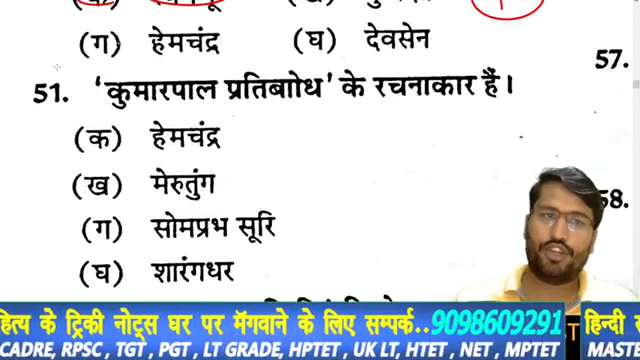 (ग) हेमचंद्र (घ) देवसेन
57.
51. ‘कुमारपाल प्रतिबाोध’ के रचनाकार हैं।
(क) हेमचंद्र
(ख) मेरुतुंग
58.
(ग) सोमप्रभ सूरि
(घ) शारंगधर
हित्य के ट्रिकी नोट्स घर पर मॅगवाने के लिए सम्पर्क..9098609291 हिन्दी
CADRE, RPSC , TGT , PGT , LT GRADE, HPTET , UK LT, HTET , NET , MPTET MAST